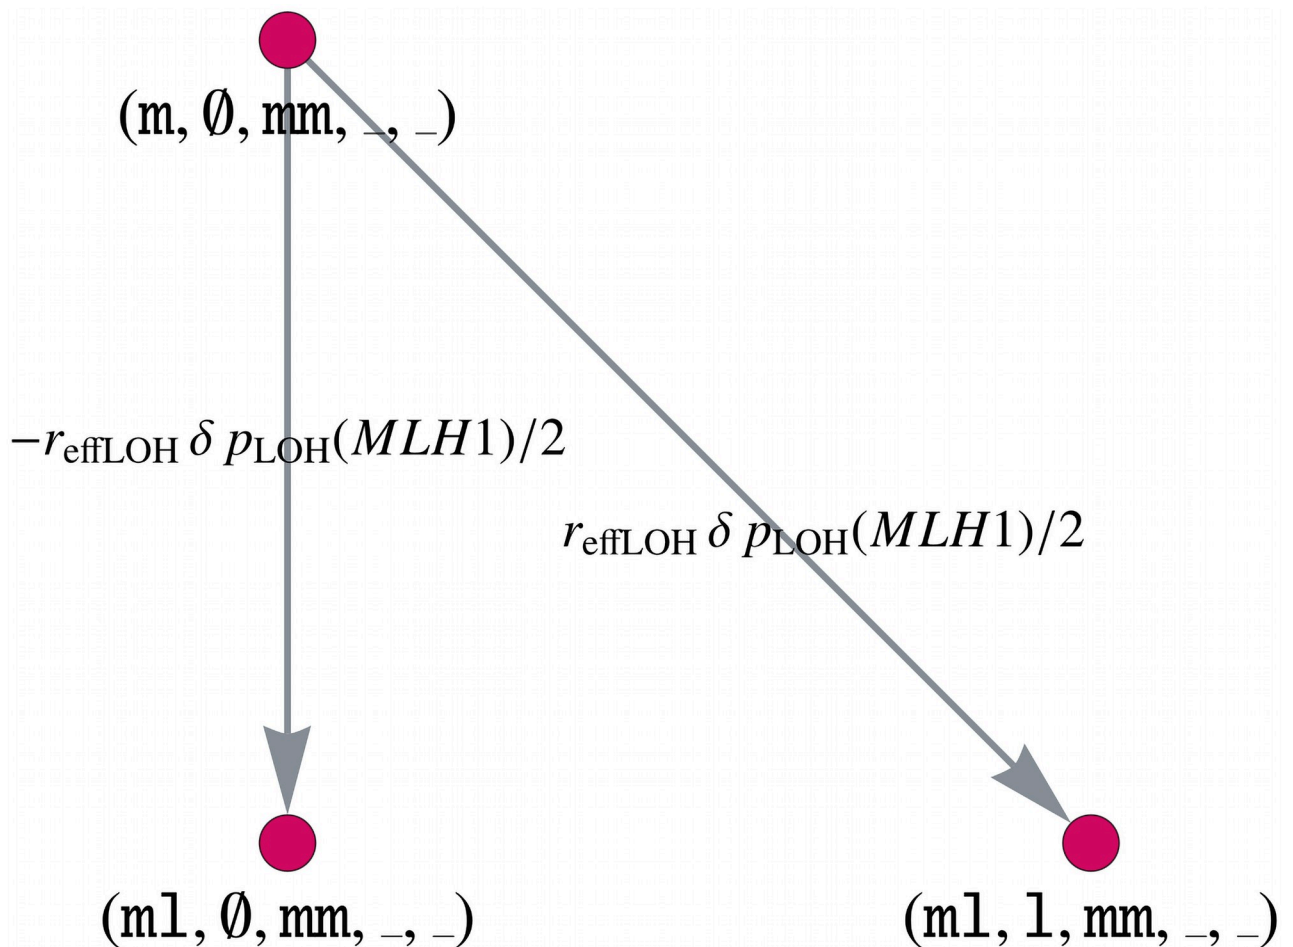 (m, Ø, mm, _, _)
−r_effLOH δ p_LOH(MLH1)/2
r_effLOH δ p_LOH(MLH1)/2
(ml, Ø, mm, _, _)
(ml, l, mm, _, _)